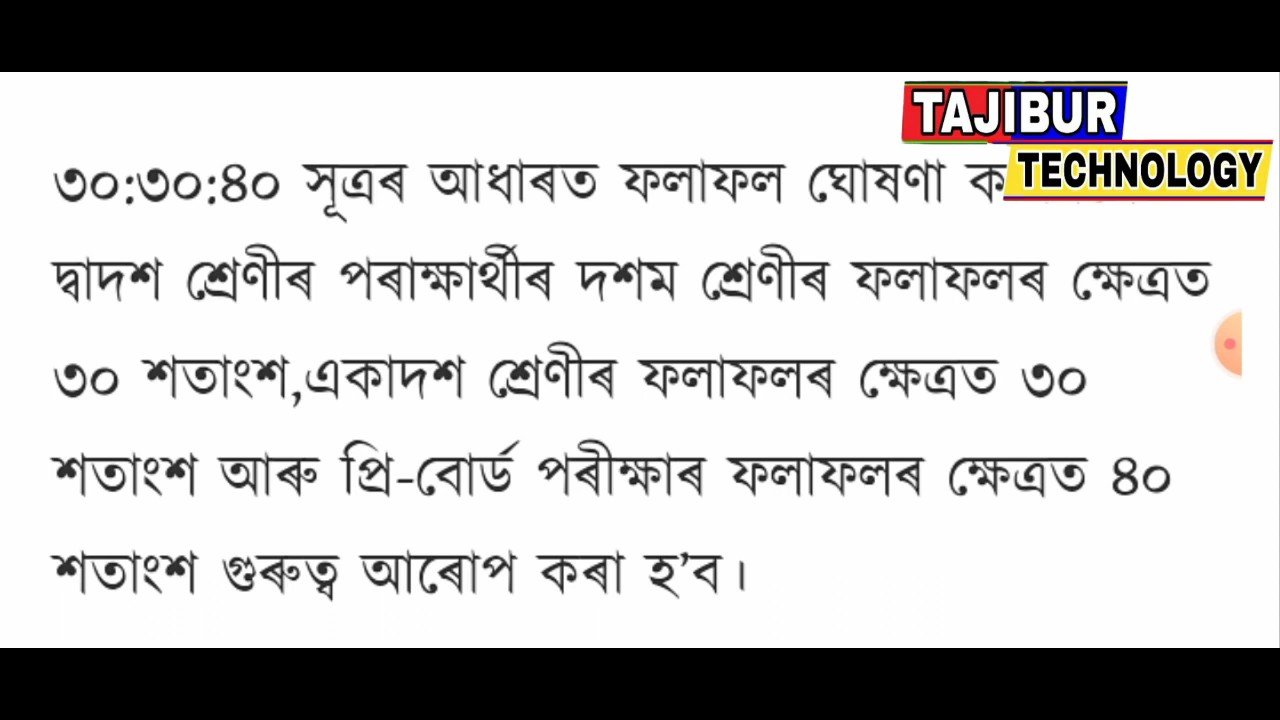 TAJIBUR
TECHNOLOGY
৩০:৩০:৪০ সূত্ৰৰ আধাৰত ফলাফল ঘোষণা
দ্বাদশ শ্ৰেণীৰ পৰাক্ষাৰ্থীৰ দশম শ্ৰেণীৰ ফলাফলৰ ক্ষেত্ৰত
৩০ শতাংশ,একাদশ শ্ৰেণীৰ ফলাফলৰ ক্ষেত্ৰত ৩০
শতাংশ আৰু প্ৰি-বোৰ্ড পৰীক্ষাৰ ফলাফলৰ ক্ষেত্ৰত ৪০
শতাংশ গুৰুত্ব আৰোপ কৰা হ’ব।